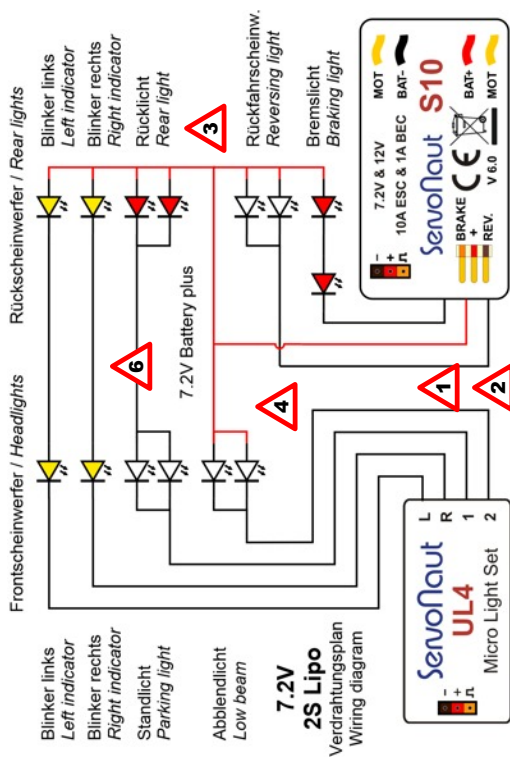 Frontscheinwerfer / Headlights
Rückscheinwerfer / Rear lights
Blinker links
Left indicator
Blinker rechts
Right indicator
Standlicht
Parking light
Abblendlicht
Low beam
Blinker links
Left indicator
Blinker rechts
Right indicator
Rücklicht
Rear light
Rückfahrscheinw.
Reversing light
Bremslicht
Braking light
6
3
7.2V Battery plus
4
1
2
7.2V
2S Lipo
Verdrahtungsplan
Wiring diagram
- + ⎍
ServoNaut
UL4
Micro Light Set
L
R
1
2
- + ⎍
7.2V & 12V
10A ESC & 1A BEC
ServoNaut S10
BRAKE
+
REV.
CE
V 6.0
MOT
BAT-
BAT+
MOT